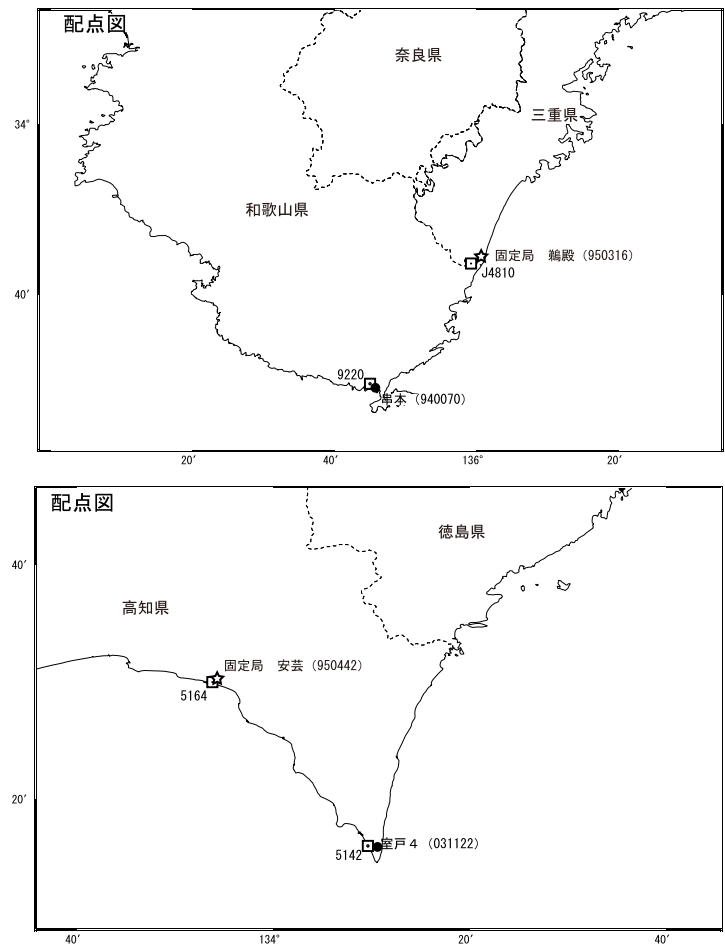 配点図
奈良県
34°
三重県
和歌山県
固定局　鵜殿（950316）
J4810
40′
9220
串本（940070）
20′ 40′ 136° 20′
配点図
徳島県
40′
高知県
固定局　安芸（950442）
5164
20′
室戸４（031122）
5142
40′ 134° 20′ 40′